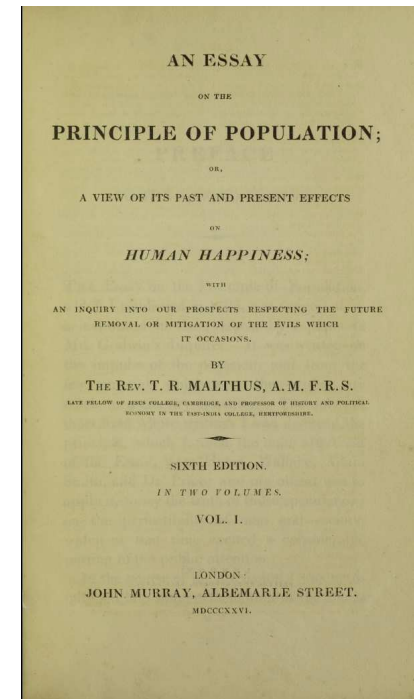 AN ESSAY
ON THE
PRINCIPLE OF POPULATION;
OR,
A VIEW OF ITS PAST AND PRESENT EFFECTS
ON
HUMAN HAPPINESS;
WITH
AN INQUIRY INTO OUR PROSPECTS RESPECTING THE FUTURE
REMOVAL OR MITIGATION OF THE EVILS WHICH
IT OCCASIONS.
BY
THE REV. T. R. MALTHUS, A.M. F.R.S.
LATE FELLOW OF JESUS COLLEGE, CAMBRIDGE, AND PROFESSOR OF HISTORY AND POLITICAL
ECONOMY IN THE EAST-INDIA COLLEGE, HERTFORDSHIRE.
SIXTH EDITION.
IN TWO VOLUMES.
VOL. I.
LONDON
JOHN MURRAY, ALBEMARLE STREET.
MDCCCXXVI.